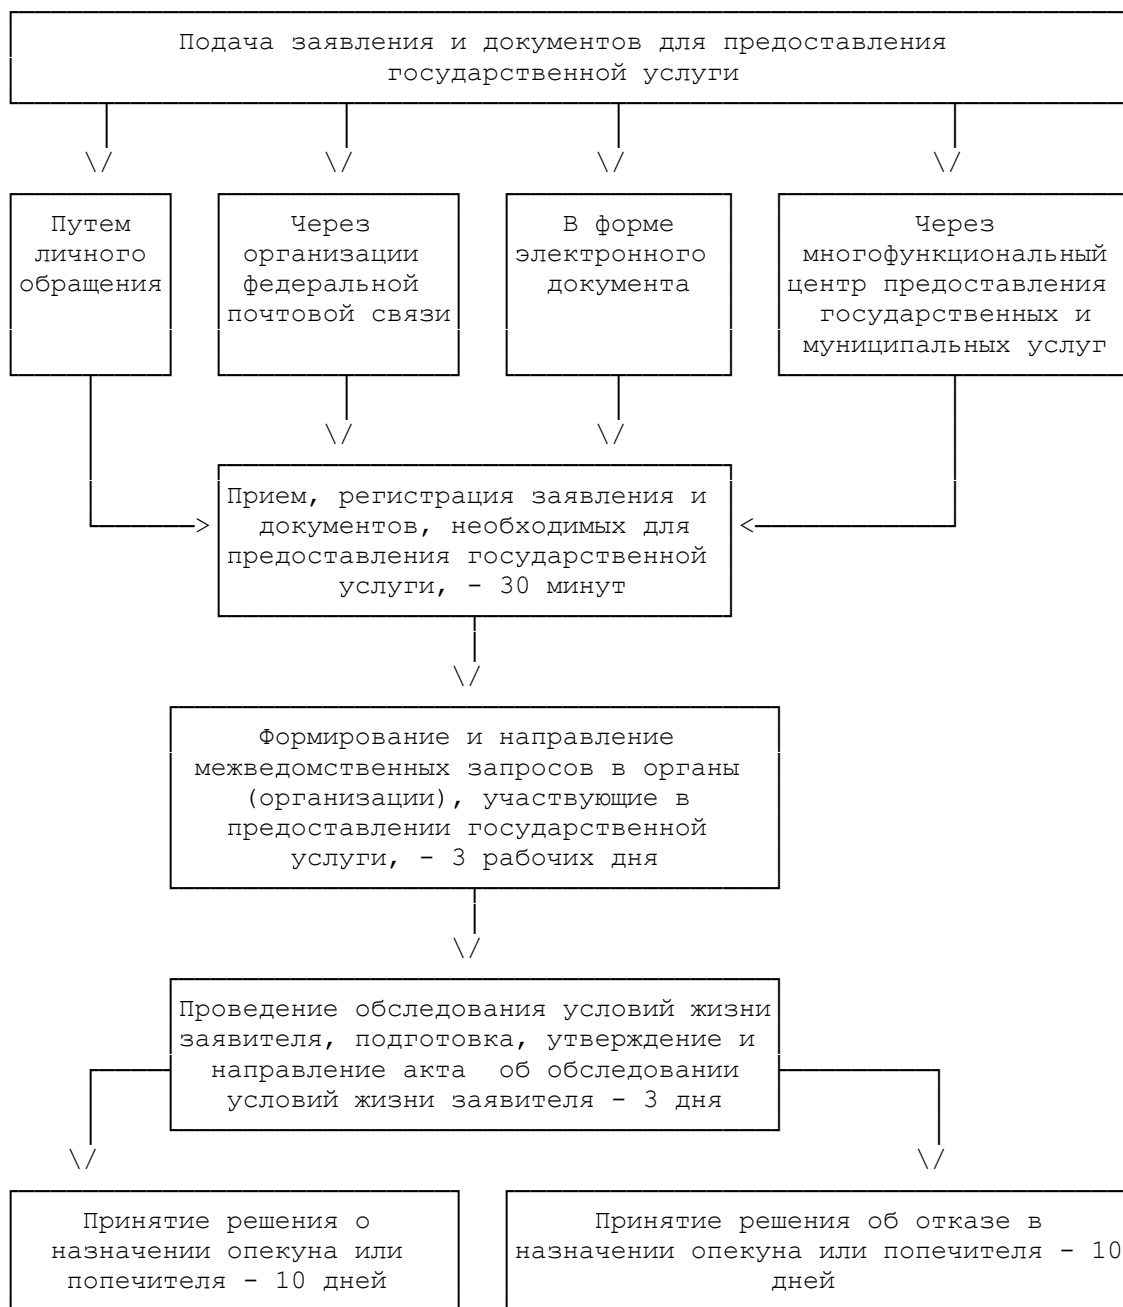 Подача заявления и документов для предоставления
государственной услуги
Путем
личного
обращения
Через
организации
федеральной
почтовой связи
В форме
электронного
документа
Через
многофункциональный
центр предоставления
государственных и
муниципальных услуг
Прием, регистрация заявления и
документов, необходимых для
предоставления государственной
услуги, - 30 минут
Формирование и направление
межведомственных запросов в органы
(организации), участвующие в
предоставлении государственной
услуги, - 3 рабочих дня
Проведение обследования условий жизни
заявителя, подготовка, утверждение и
направление акта об обследовании
условий жизни заявителя - 3 дня
Принятие решения о
назначении опекуна или
попечителя - 10 дней
Принятие решения об отказе в
назначении опекуна или попечителя - 10
дней